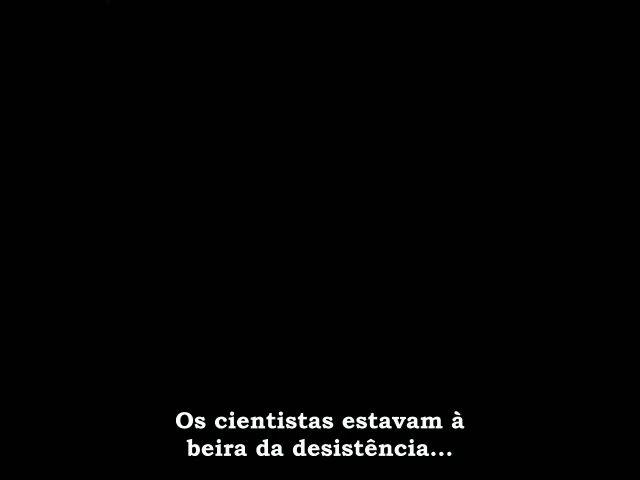 Os cientistas estavam à
beira da desistência...